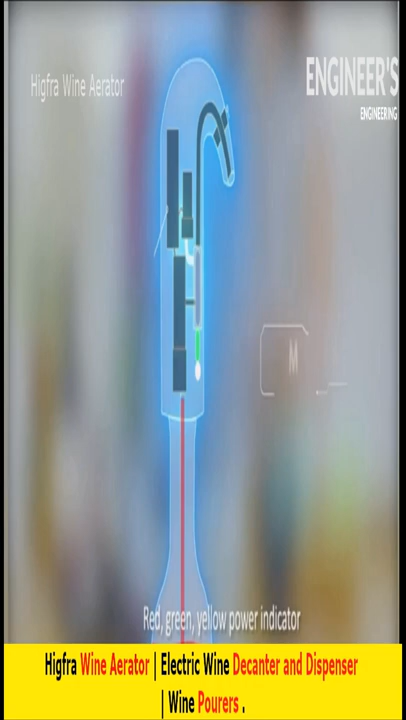 Higfra Wine Aerator
ENGINEER'S
ENGINEERING
M
Red, green, yellow power indicator
Higfra Wine Aerator | Electric Wine Decanter and Dispenser
| Wine Pourers .